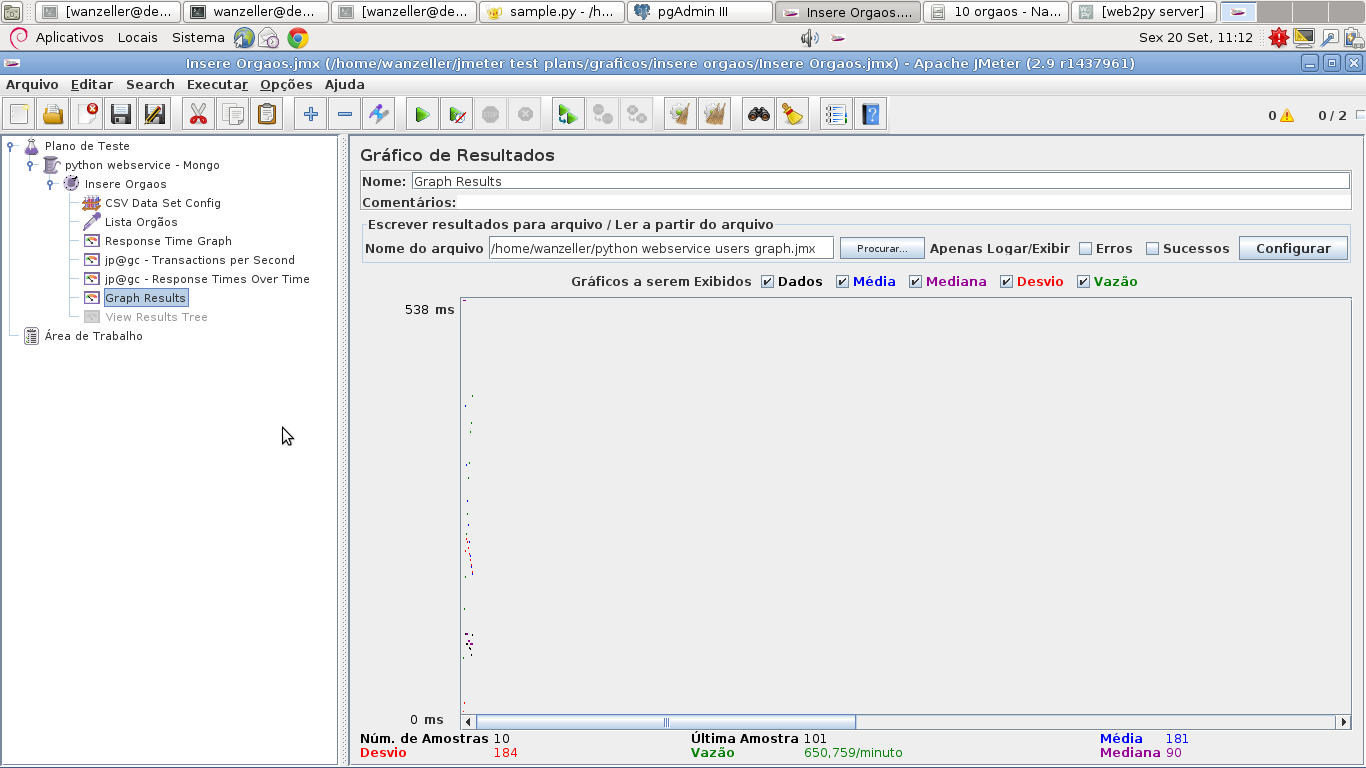 [wanzeller@de... wanzeller@de... [wanzeller@de... sample.py - /h... pgAdmin III Insere Orgaos.... 10 orgaos - Na... [web2py server]
Aplicativos Locais Sistema Sex 20 Set, 11:12
Insere Orgaos.jmx (/home/wanzeller/jmeter test plans/graficos/insere orgaos/Insere Orgaos.jmx) - Apache JMeter (2.9 r1437961)
Arquivo Editar Search Executar Opções Ajuda
0 0 / 2
Plano de Teste
python webservice - Mongo
Insere Orgaos
CSV Data Set Config
Lista Orgãos
Response Time Graph
jp@gc - Transactions per Second
jp@gc - Response Times Over Time
Graph Results
View Results Tree
Área de Trabalho
Gráfico de Resultados
Nome: Graph Results
Comentários:
Escrever resultados para arquivo / Ler a partir do arquivo
Nome do arquivo /home/wanzeller/python webservice users graph.jmx Procurar... Apenas Logar/Exibir Erros Sucessos Configurar
Gráficos a serem Exibidos Dados Média Mediana Desvio Vazão
538 ms
0 ms
Núm. de Amostras 10 Última Amostra 101 Média 181
Desvio 184 Vazão 650,759/minuto Mediana 90